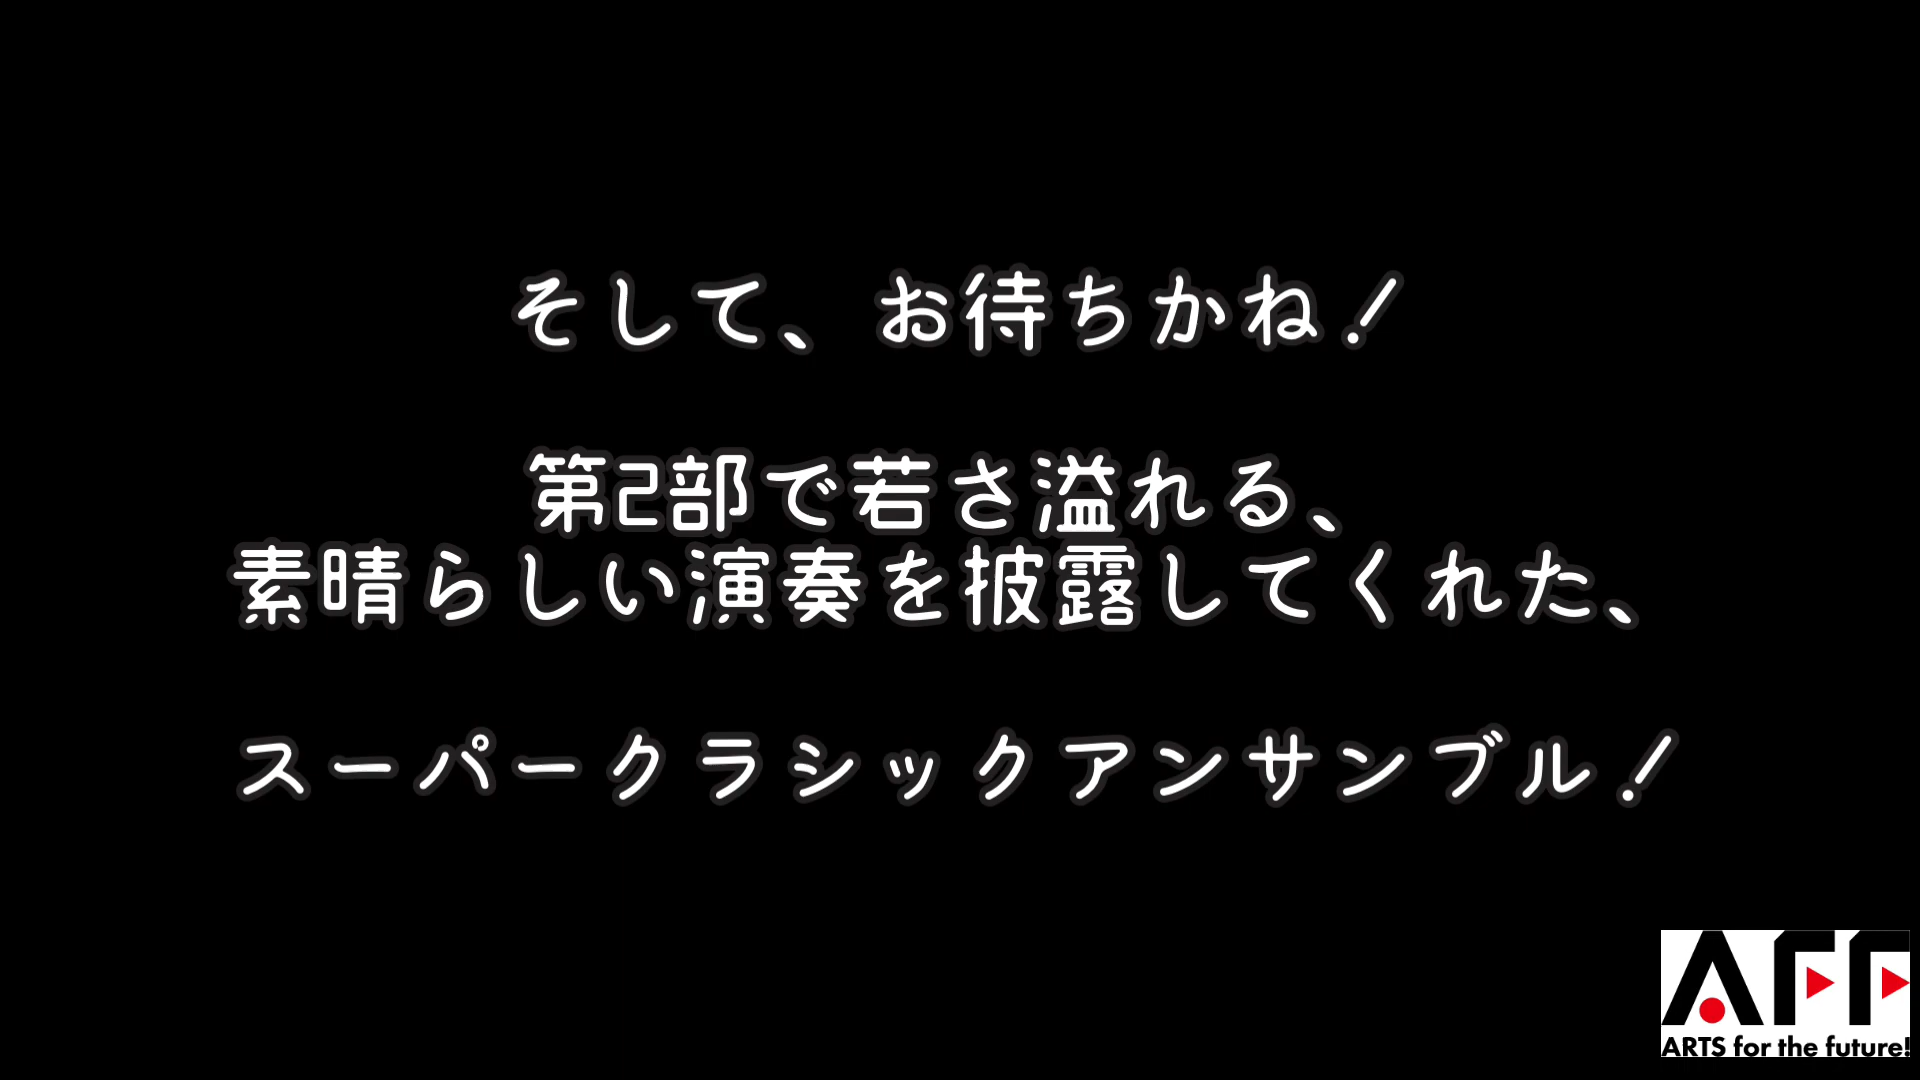 そして、お待ちかね！
第2部で若さ溢れる、
素晴らしい演奏を披露してくれた、
スーパークラシックアンサンブル！
AFF
ARTS for the future!